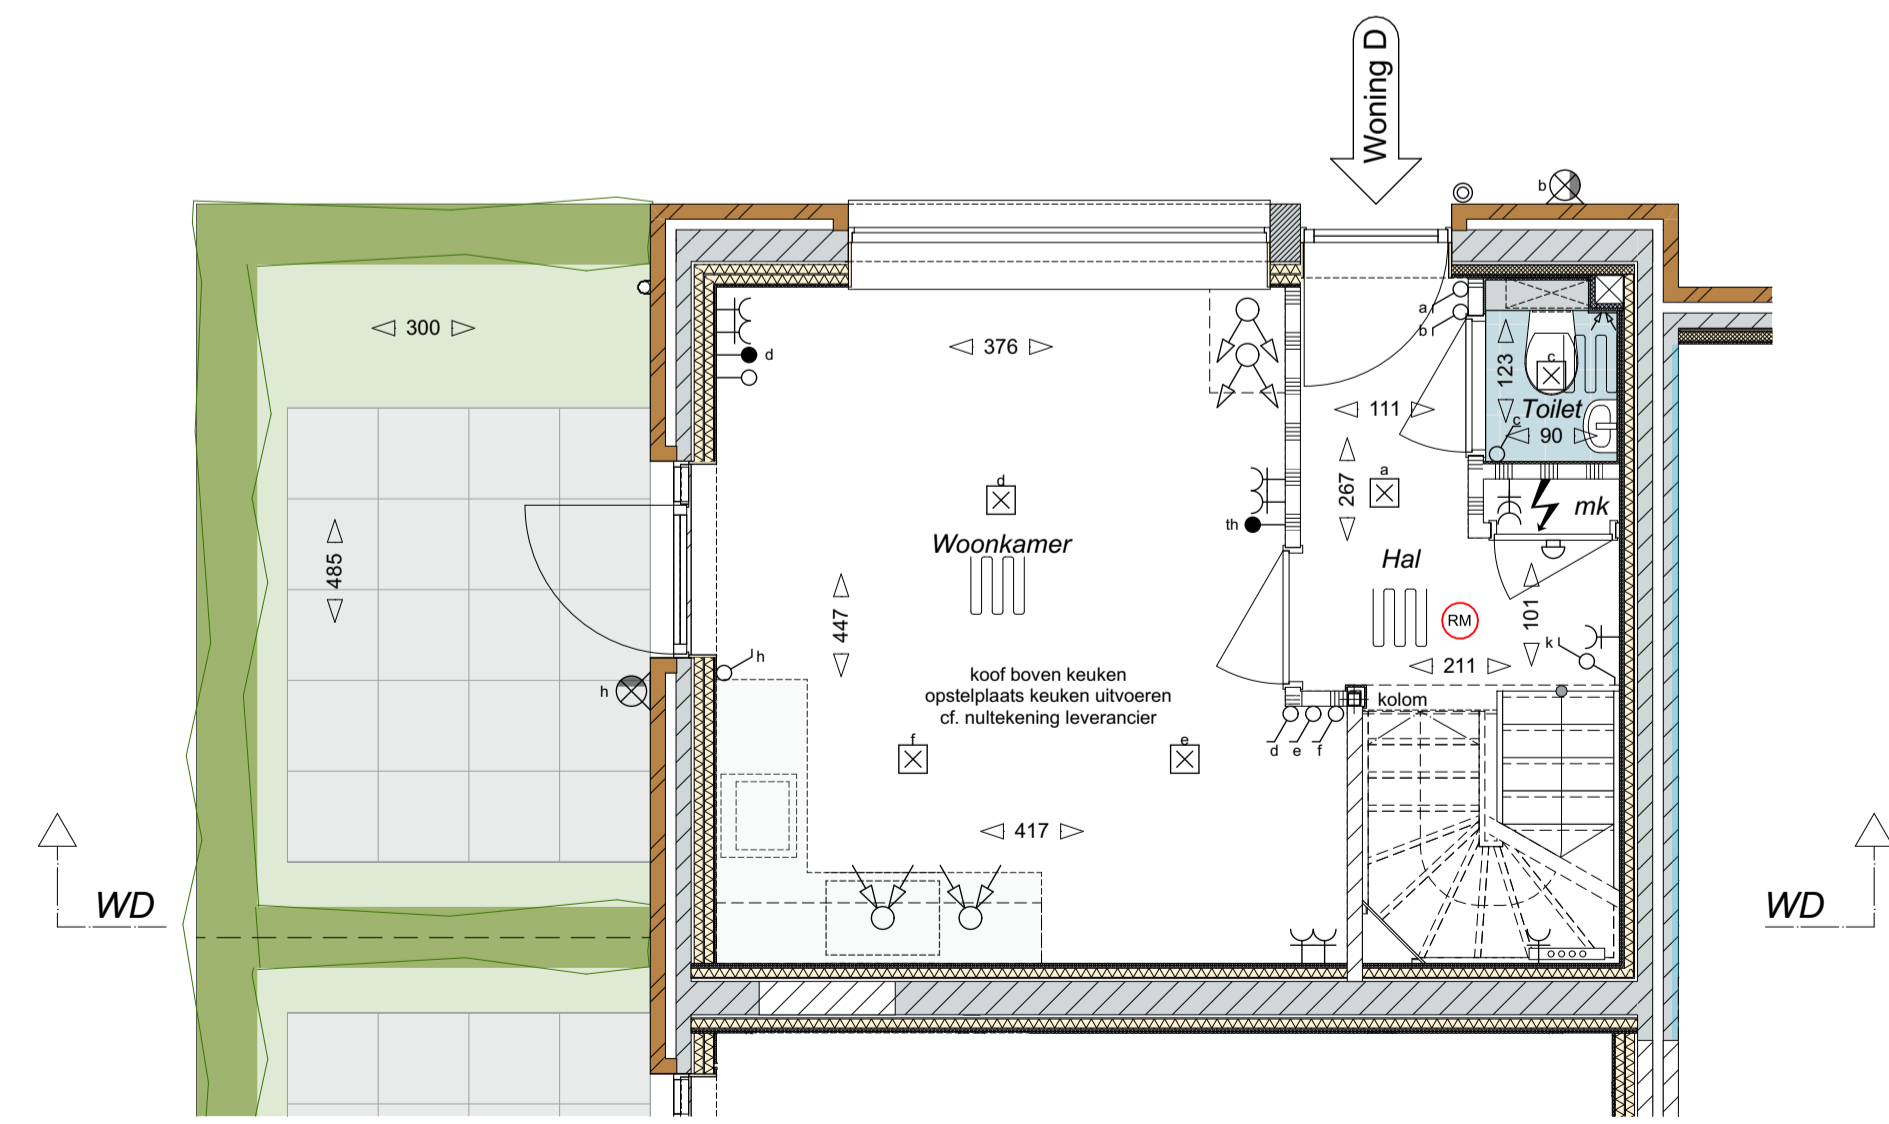 Woning D
b
300
376
d
a
b
c
123
Toilet
c
90
111
267
a
d
th
mk
Woonkamer
Hal
485
447
RM
101
k
211
h
h
koof boven keuken
opstelplaats keuken uitvoeren
cf. nultekening leverancier
kolom
d e f
f
e
417
WD
WD